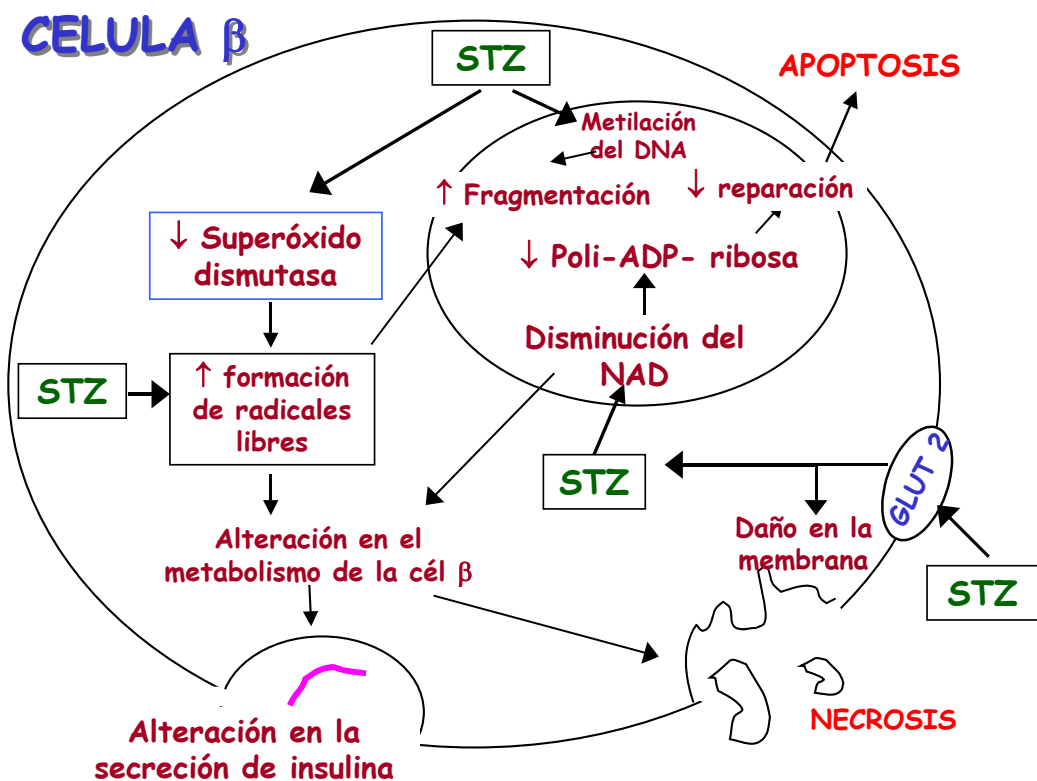 CELULA β
STZ
APOPTOSIS
Metilación
del DNA
↑ Fragmentación
↓ reparación
↓ Superóxido
dismutasa
↓ Poli-ADP- ribosa
Disminución del
NAD
STZ
↑ formación
de radicales
libres
STZ
GLUT 2
Daño en la
membrana
STZ
Alteración en el
metabolismo de la cél β
NECROSIS
Alteración en la
secreción de insulina